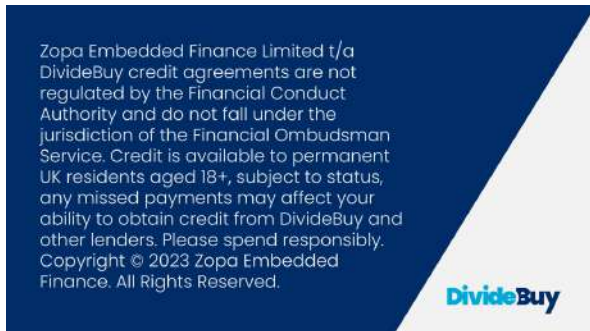 Zopa Embedded Finance Limited t/a
DivideBuy credit agreements are not
regulated by the Financial Conduct
Authority and do not fall under the
jurisdiction of the Financial Ombudsman
Service. Credit is available to permanent
UK residents aged 18+, subject to status,
any missed payments may affect your
ability to obtain credit from DivideBuy and
other lenders. Please spend responsibly.
Copyright © 2023 Zopa Embedded
Finance. All Rights Reserved.
DivideBuy